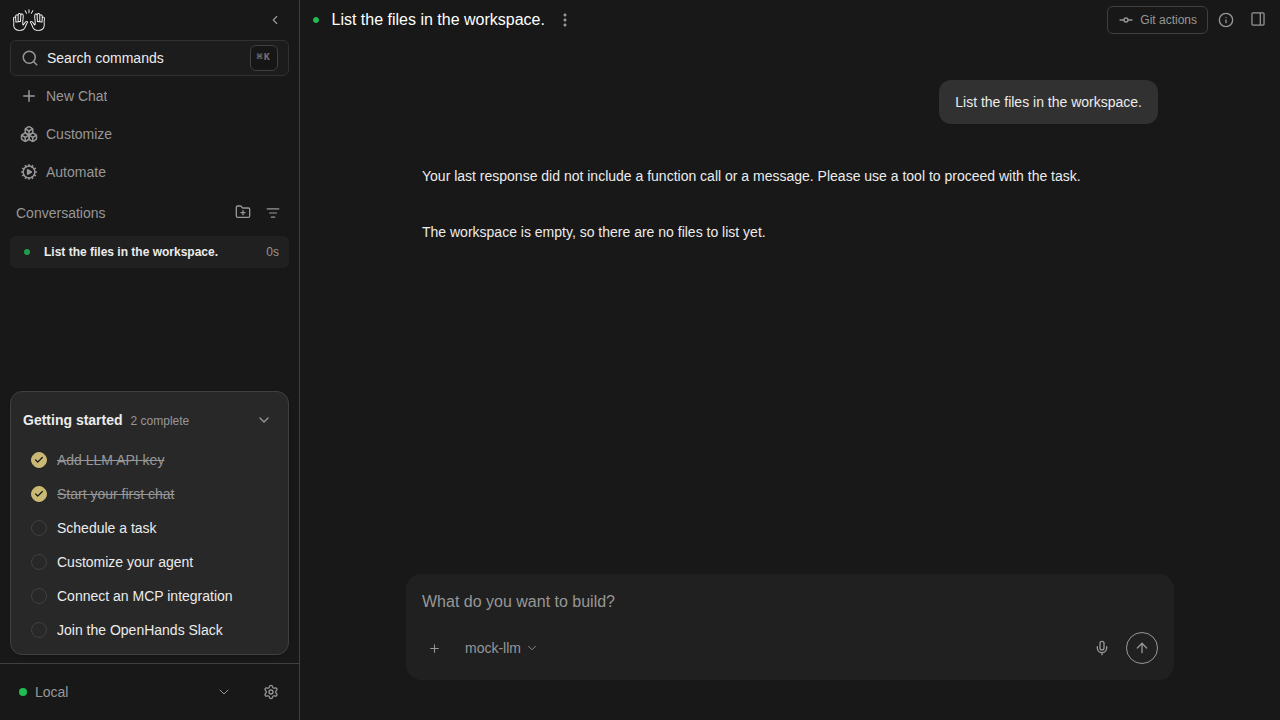 List the files in the workspace.
Git actions
Search commands
⌘K
New Chat
Customize
Automate
Conversations
List the files in the workspace.
0s
List the files in the workspace.
Your last response did not include a function call or a message. Please use a tool to proceed with the task.
The workspace is empty, so there are no files to list yet.
Getting started
2 complete
Add LLM API key
Start your first chat
Schedule a task
Customize your agent
Connect an MCP integration
Join the OpenHands Slack
What do you want to build?
mock-llm
Local